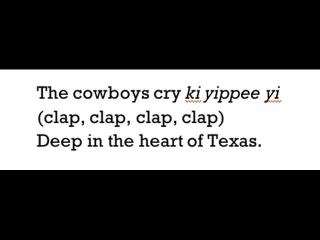 The cowboys cry ki yippee yi
(clap, clap, clap, clap)
Deep in the heart of Texas.